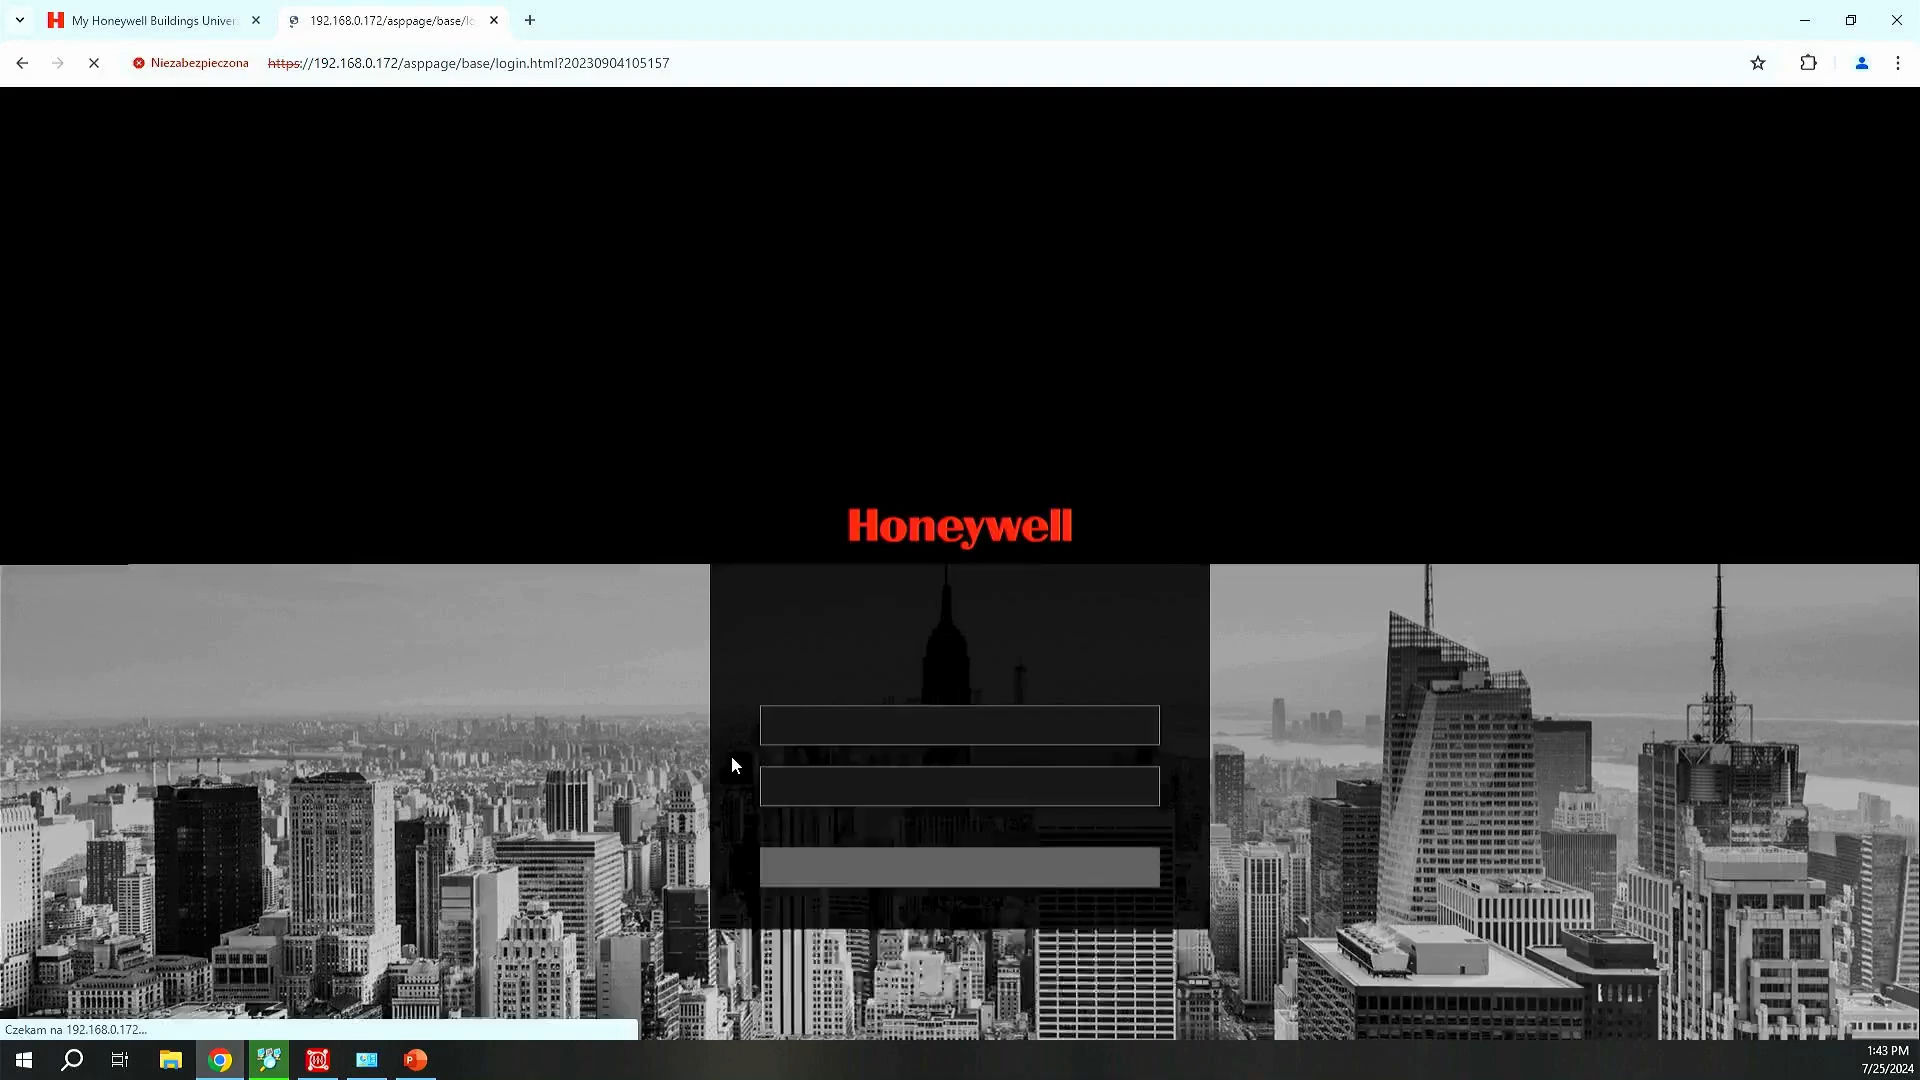 My Honeywell Buildings Univer
192.168.0.172/asppage/base/lo
Niezabezpieczona
https://192.168.0.172/asppage/base/login.html?20230904105157
Honeywell
Czekam na 192.168.0.172...
1:43 PM
7/25/2024